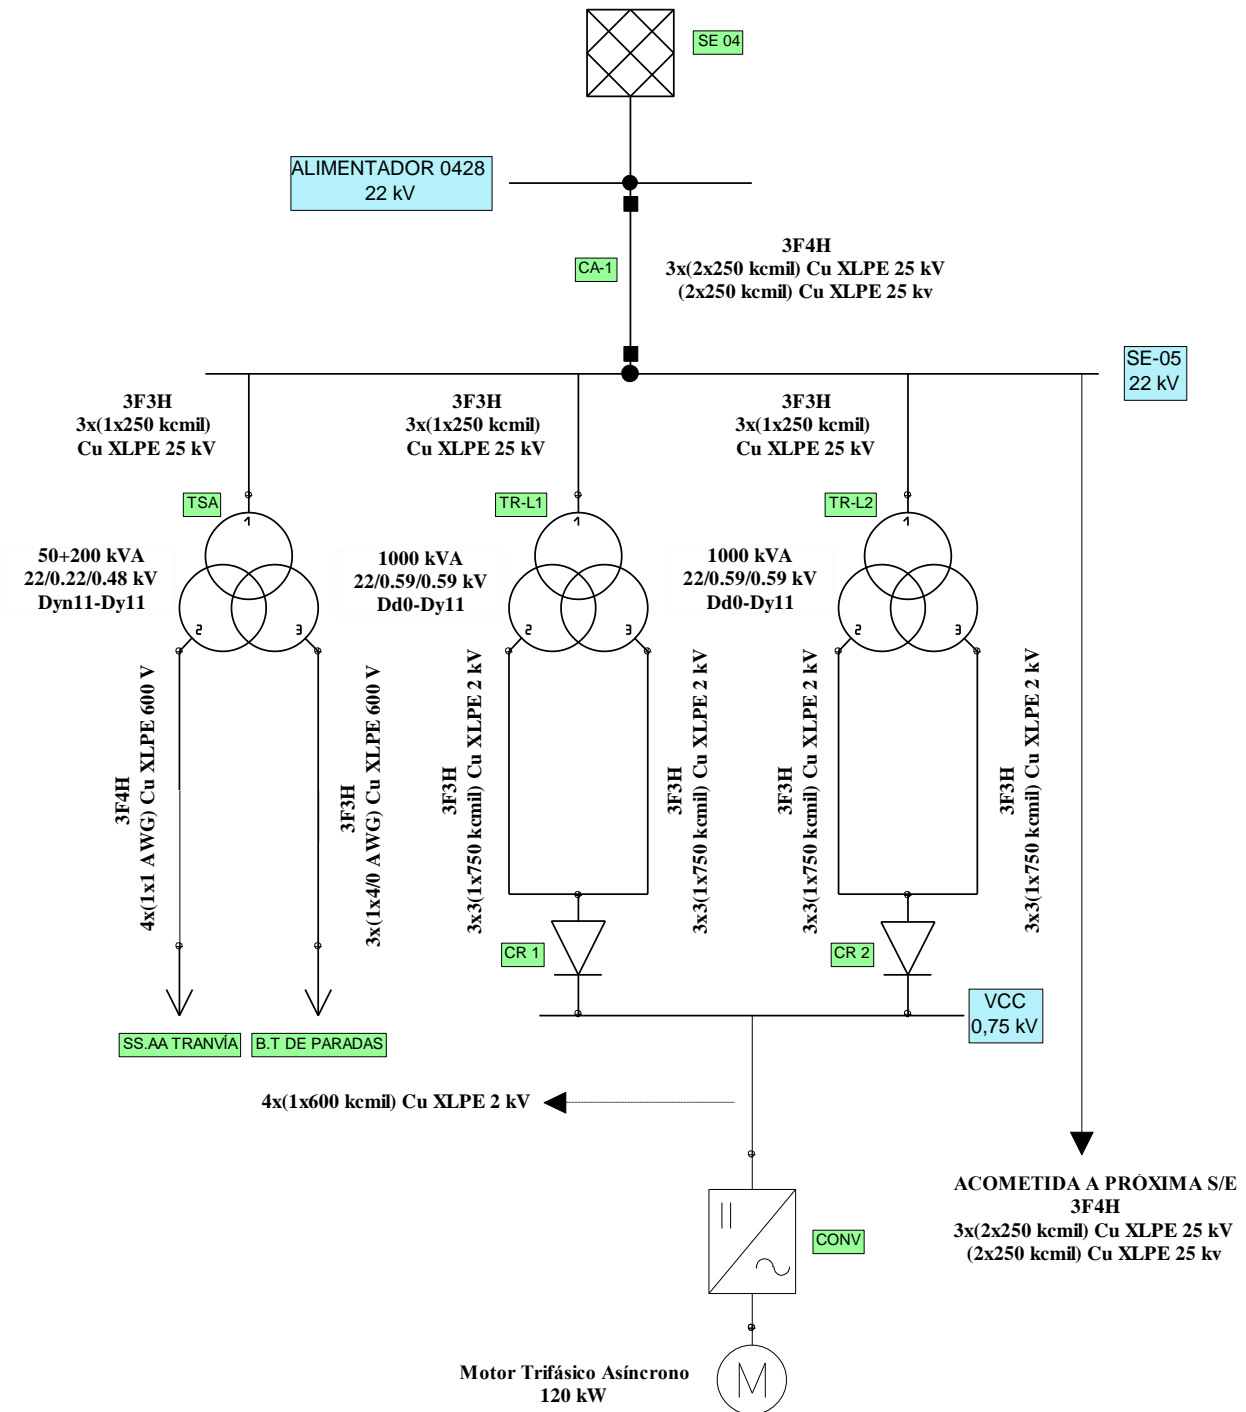 SE 04
ALIMENTADOR 0428
22 kV
CA-1
3F4H
3x(2x250 kcmil) Cu XLPE 25 kV
(2x250 kcmil) Cu XLPE 25 kv
SE-05
22 kV
3F3H
3x(1x250 kcmil)
Cu XLPE 25 kV
3F3H
3x(1x250 kcmil)
Cu XLPE 25 kV
3F3H
3x(1x250 kcmil)
Cu XLPE 25 kV
TSA
1
2
3
50+200 kVA
22/0.22/0.48 kV
Dyn11-Dy11
TR-L1
1
2
3
1000 kVA
22/0.59/0.59 kV
Dd0-Dy11
TR-L2
1
2
3
1000 kVA
22/0.59/0.59 kV
Dd0-Dy11
3F4H
4x(1x1 AWG) Cu XLPE 600 V
3F3H
3x(1x4/0 AWG) Cu XLPE 600 V
3F3H
3x3(1x750 kcmil) Cu XLPE 2 kV
3F3H
3x3(1x750 kcmil) Cu XLPE 2 kV
3F3H
3x3(1x750 kcmil) Cu XLPE 2 kV
3F3H
3x3(1x750 kcmil) Cu XLPE 2 kV
CR 1
CR 2
VCC
0,75 kV
SS.AA TRANVÍA
B.T DE PARADAS
4x(1x600 kcmil) Cu XLPE 2 kV
ACOMETIDA A PRÓXIMA S/E
3F4H
3x(2x250 kcmil) Cu XLPE 25 kV
(2x250 kcmil) Cu XLPE 25 kv
CONV
Motor Trifásico Asíncrono
120 kW
M